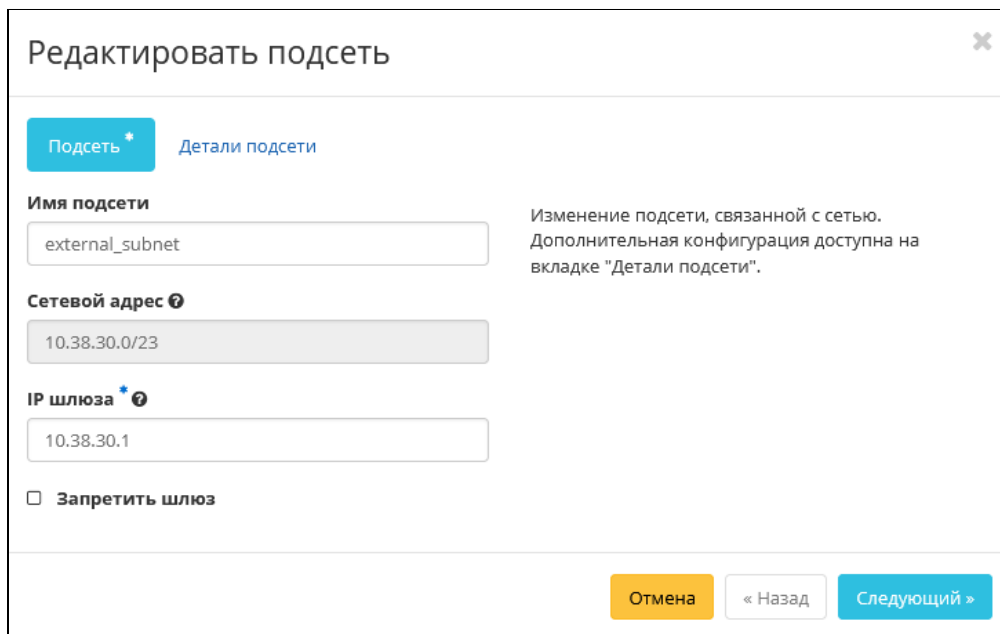 Редактировать подсеть
Подсеть *
Детали подсети
Имя подсети
external_subnet
Изменение подсети, связанной с сетью.
Дополнительная конфигурация доступна на
вкладке "Детали подсети".
Сетевой адрес
10.38.30.0/23
IP шлюза *
10.38.30.1
Запретить шлюз
Отмена
« Назад
Следующий »